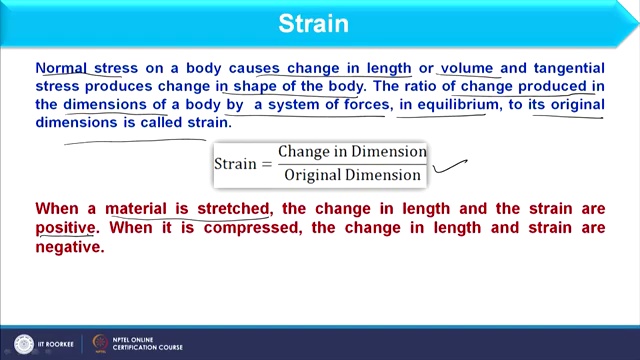 Strain
Normal stress on a body causes change in length or volume and tangential
stress produces change in shape of the body. The ratio of change produced in
the dimensions of a body by a system of forces, in equilibrium, to its original
dimensions is called strain.
Strain = Change in Dimension
Original Dimension
When a material is stretched, the change in length and the strain are
positive. When it is compressed, the change in length and strain are
negative.
IIT ROORKEE
NPTEL ONLINE
CERTIFICATION COURSE